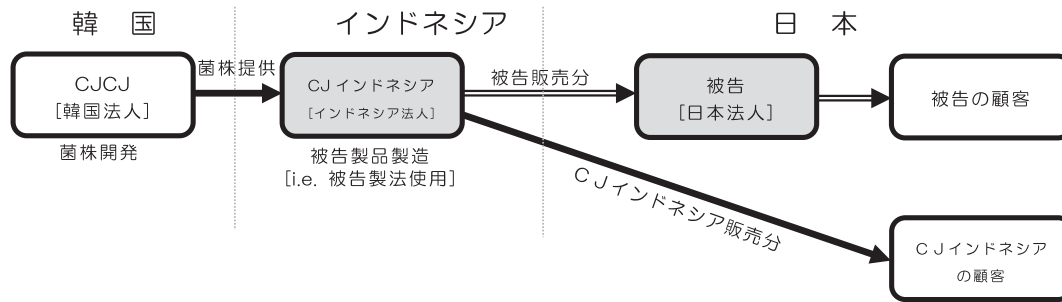 韓　国
インドネシア
日　本
CJCJ
[韓国法人]
菌株開発
菌株提供
CJ インドネシア
[インドネシア法人]
被告製品製造
[i.e. 被告製法使用]
被告販売分
被告
[日本法人]
被告の顧客
CJインドネシア販売分
CJインドネシア
の顧客